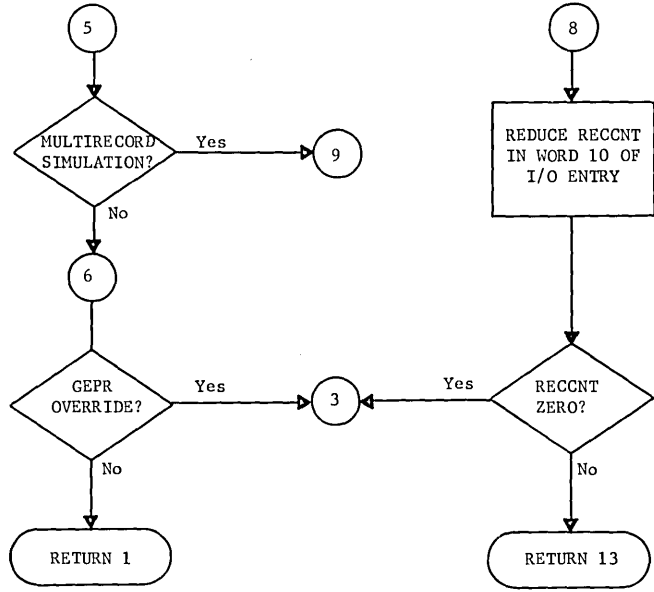 5
MULTIRECORD
SIMULATION?
Yes
9
No
6
GEPR
OVERRIDE?
Yes
3
No
RETURN 1
8
REDUCE RECCNT
IN WORD 10 OF
I/O ENTRY
RECCNT
ZERO?
Yes
No
RETURN 13